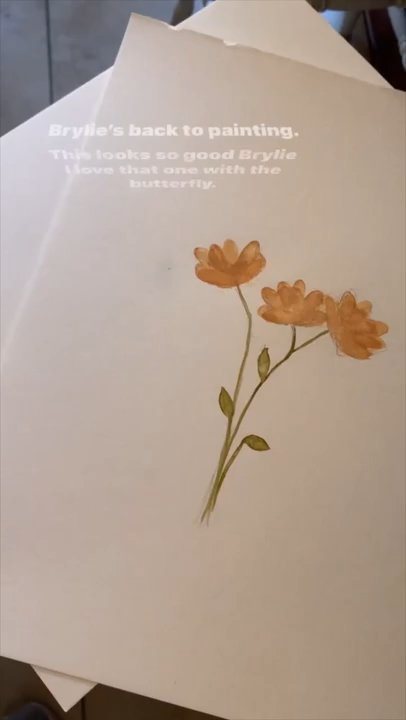 Brylie's back to painting.
This looks so good Brylie
I love that one with the
butterfly.